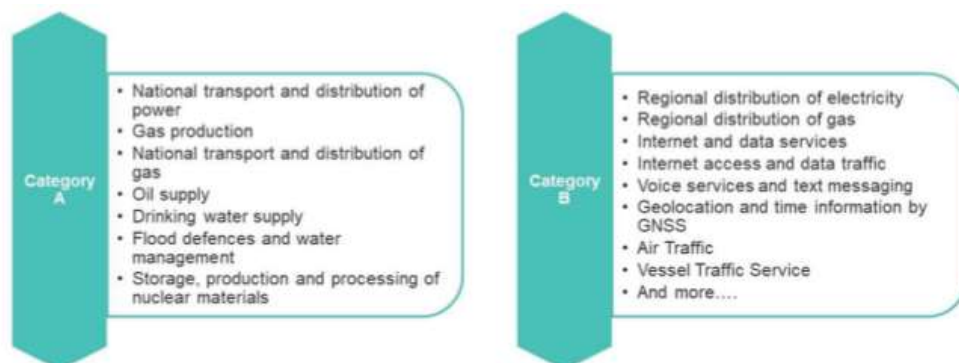 Category
A
• National transport and distribution of
power
• Gas production
• National transport and distribution of
gas
• Oil supply
• Drinking water supply
• Flood defences and water
management
• Storage, production and processing of
nuclear materials
Category
B
• Regional distribution of electricity
• Regional distribution of gas
• Internet and data services
• Internet access and data traffic
• Voice services and text messaging
• Geolocation and time information by
GNSS
• Air Traffic
• Vessel Traffic Service
• And more....